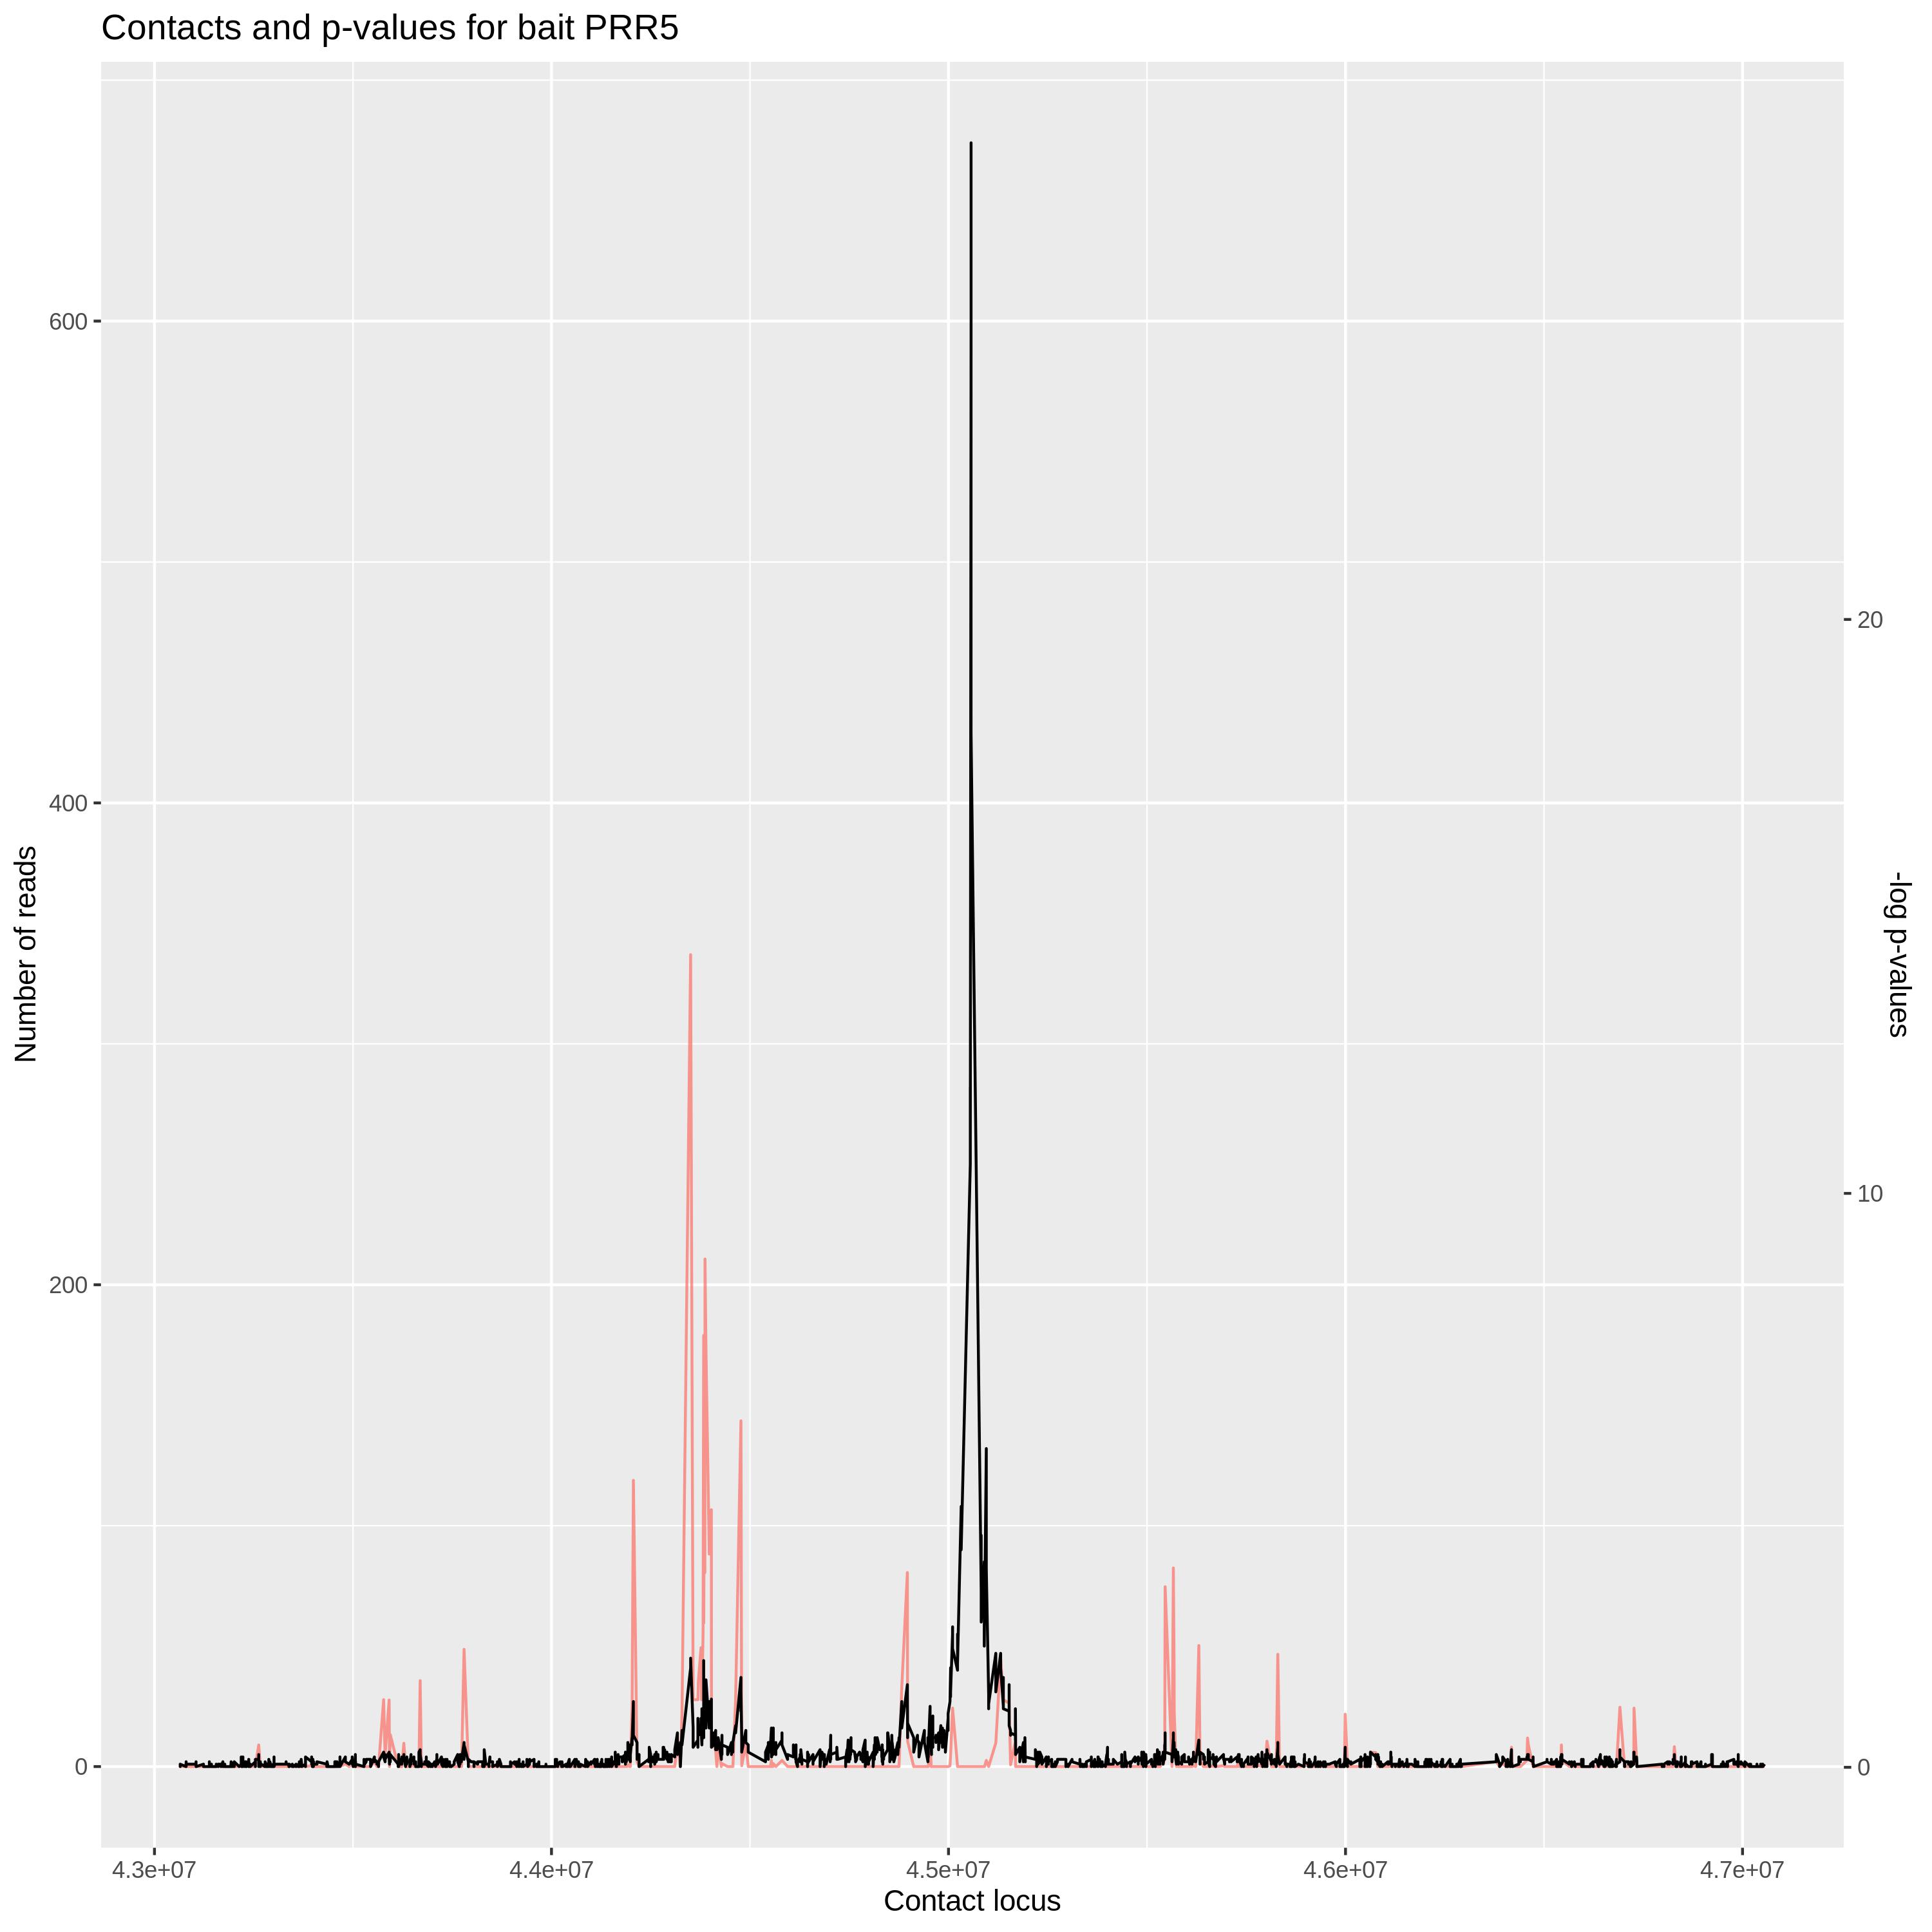 Contacts and p-values for bait PRR5
Number of reads
600
400
200
0
-log p-values
20
10
0
4.3e+07
4.4e+07
4.5e+07
4.6e+07
4.7e+07
Contact locus